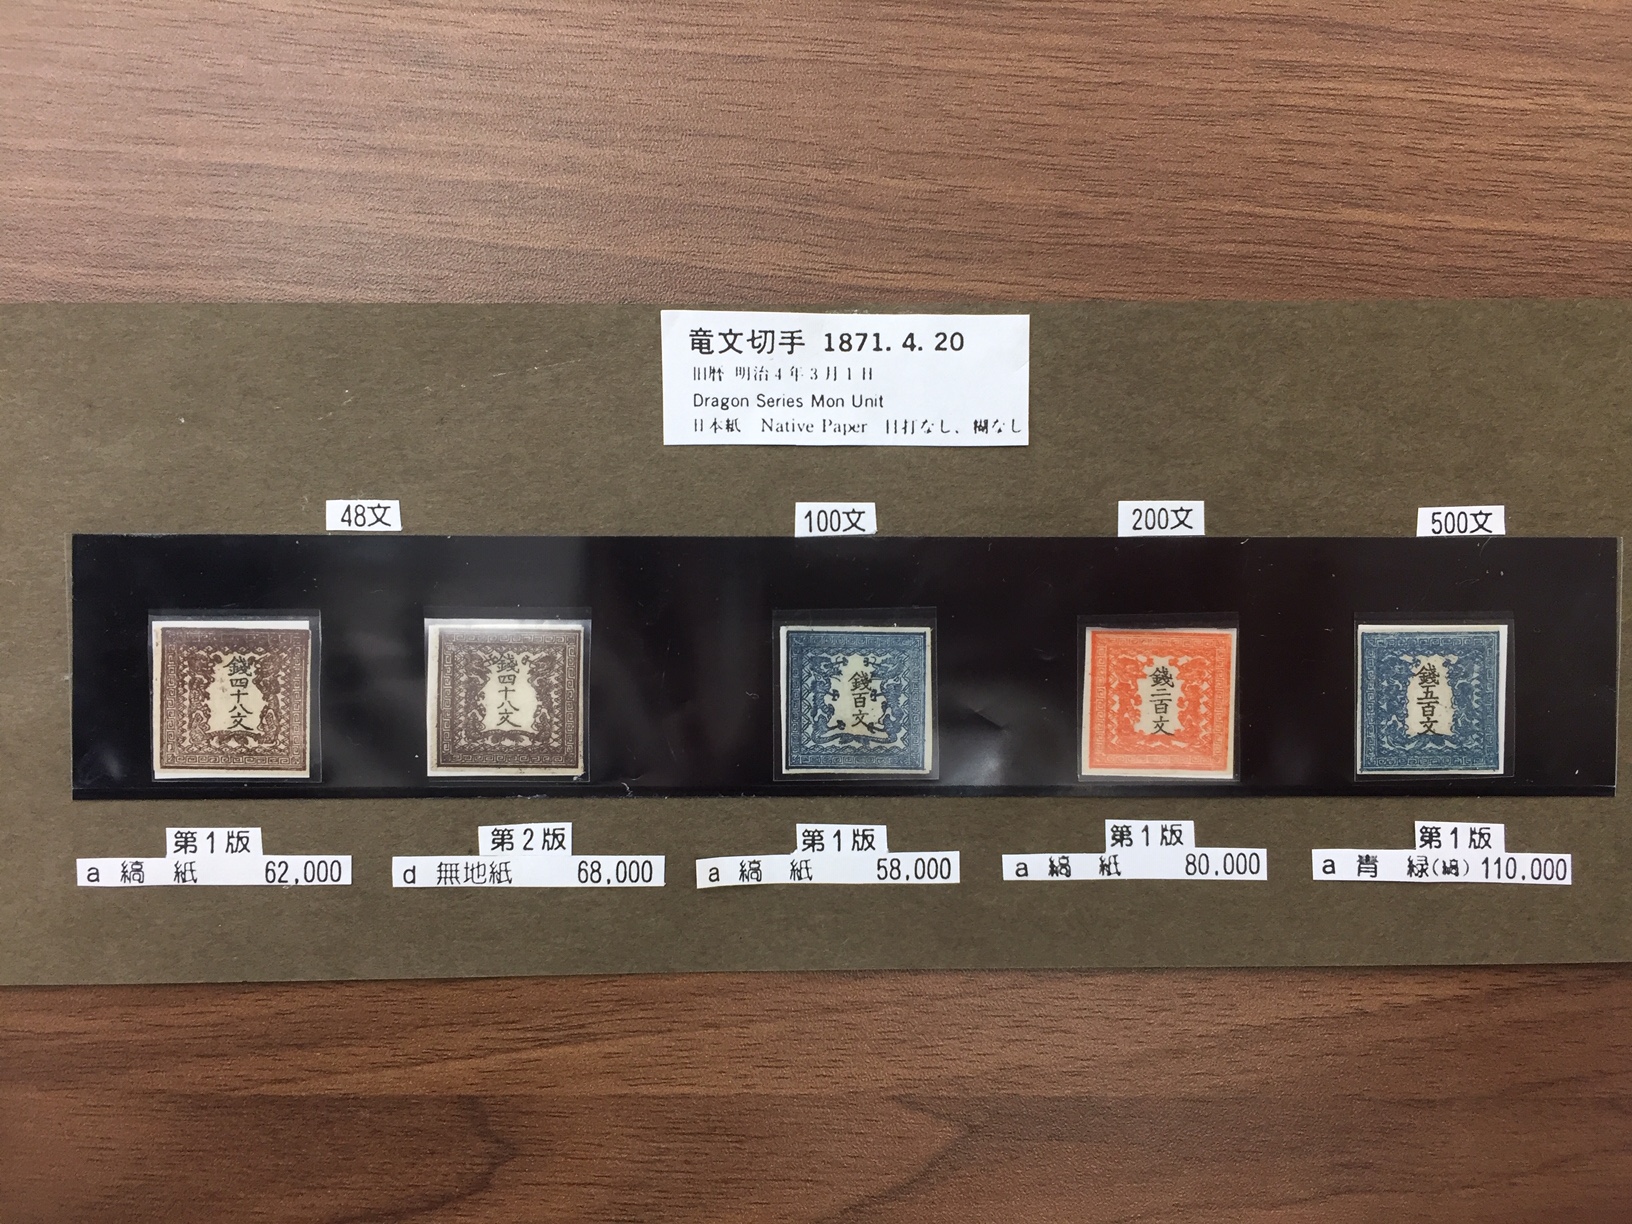 竜文切手 1871. 4. 20
旧暦 明治4年3月1日
Dragon Series Mon Unit
日本紙 Native Paper 目打なし、糊なし
48文
100文
200文
500文
錢四十八文
錢四十八文
錢百文
錢二百文
錢五百文
第1版
a 縞紙 62,000
第2版
d 無地紙 68,000
第1版
a 縞紙 58,000
第1版
a 縞紙 80,000
第1版
a 青緑(縞) 110,000